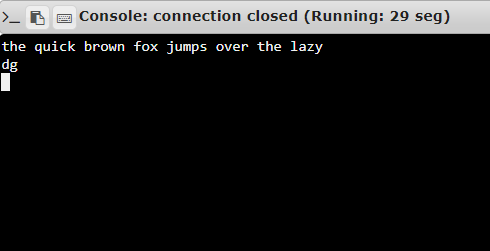 >_ Console: connection closed (Running: 29 seg)
the quick brown fox jumps over the lazy
dg